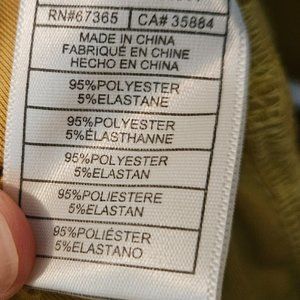 RN#67365 CA# 35884
MADE IN CHINA
FABRIQUÉ EN CHINE
HECHO EN CHINA
95%POLYESTER
5%ELASTANE
95%POLYESTER
5%ÉLASTHANNE
95%POLYESTER
5%ELASTAN
95%POLIESTERE
5%ELASTAN
95%POLIÉSTER
5%ELASTANO